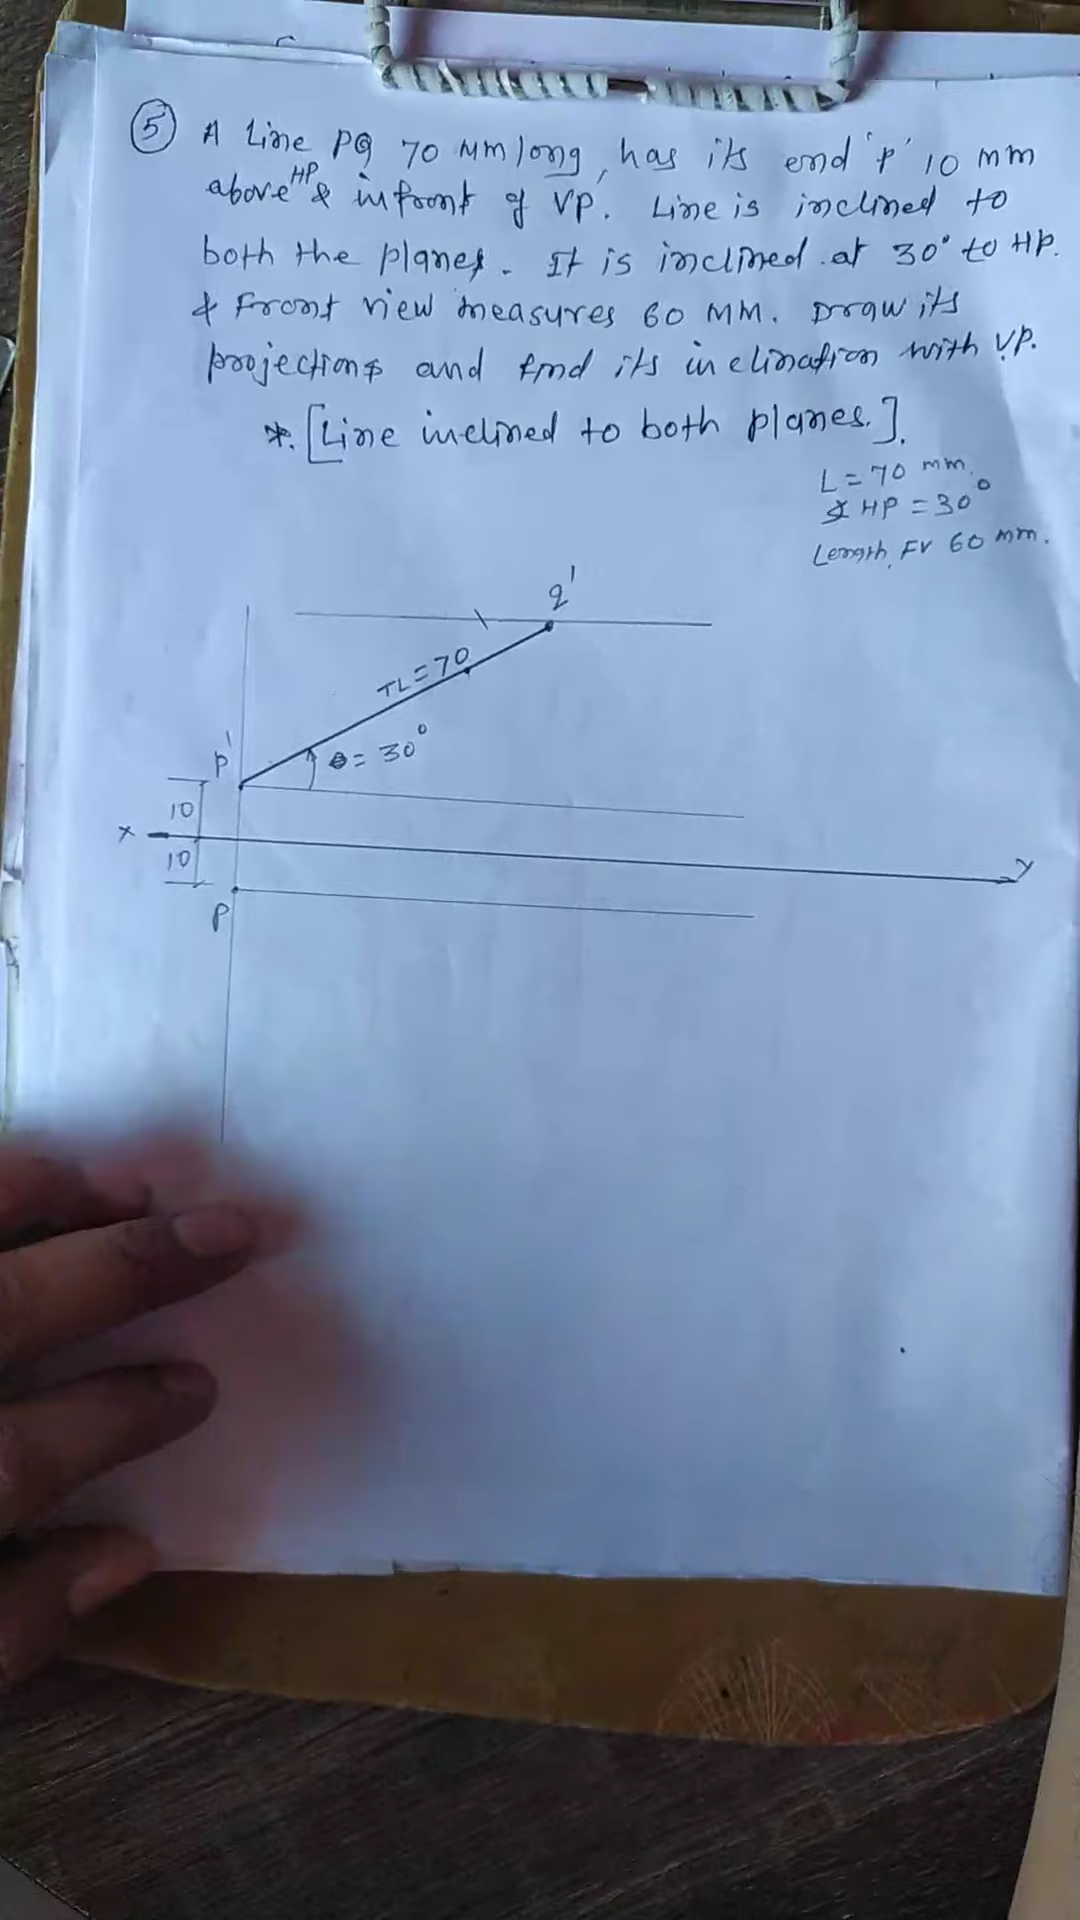 5 A Line PQ 70 MM long, has its end 'P' 10 mm
above HP & infront of VP. Line is inclined to
both the planes. It is inclined at 30° to HP.
& Front view measures 60 MM. Draw its
projections and find its inclination with VP.
*. [Line inclined to both planes.].
L = 70 mm.
∡ HP = 30°
Length FV 60 mm.
q'
TL = 70
p'
θ = 30°
10
x
10
y
p